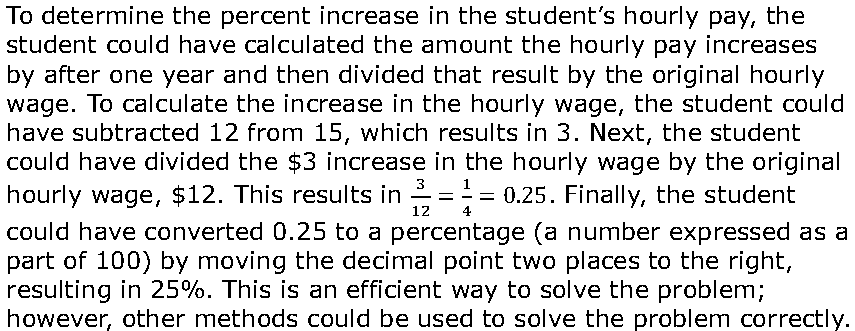 To determine the percent increase in the student’s hourly pay, the
student could have calculated the amount the hourly pay increases
by after one year and then divided that result by the original hourly
wage. To calculate the increase in the hourly wage, the student could
have subtracted 12 from 15, which results in 3. Next, the student
could have divided the $3 increase in the hourly wage by the original
hourly wage, $12. This results in 3/12 = 1/4 = 0.25. Finally, the student
could have converted 0.25 to a percentage (a number expressed as a
part of 100) by moving the decimal point two places to the right,
resulting in 25%. This is an efficient way to solve the problem;
however, other methods could be used to solve the problem correctly.